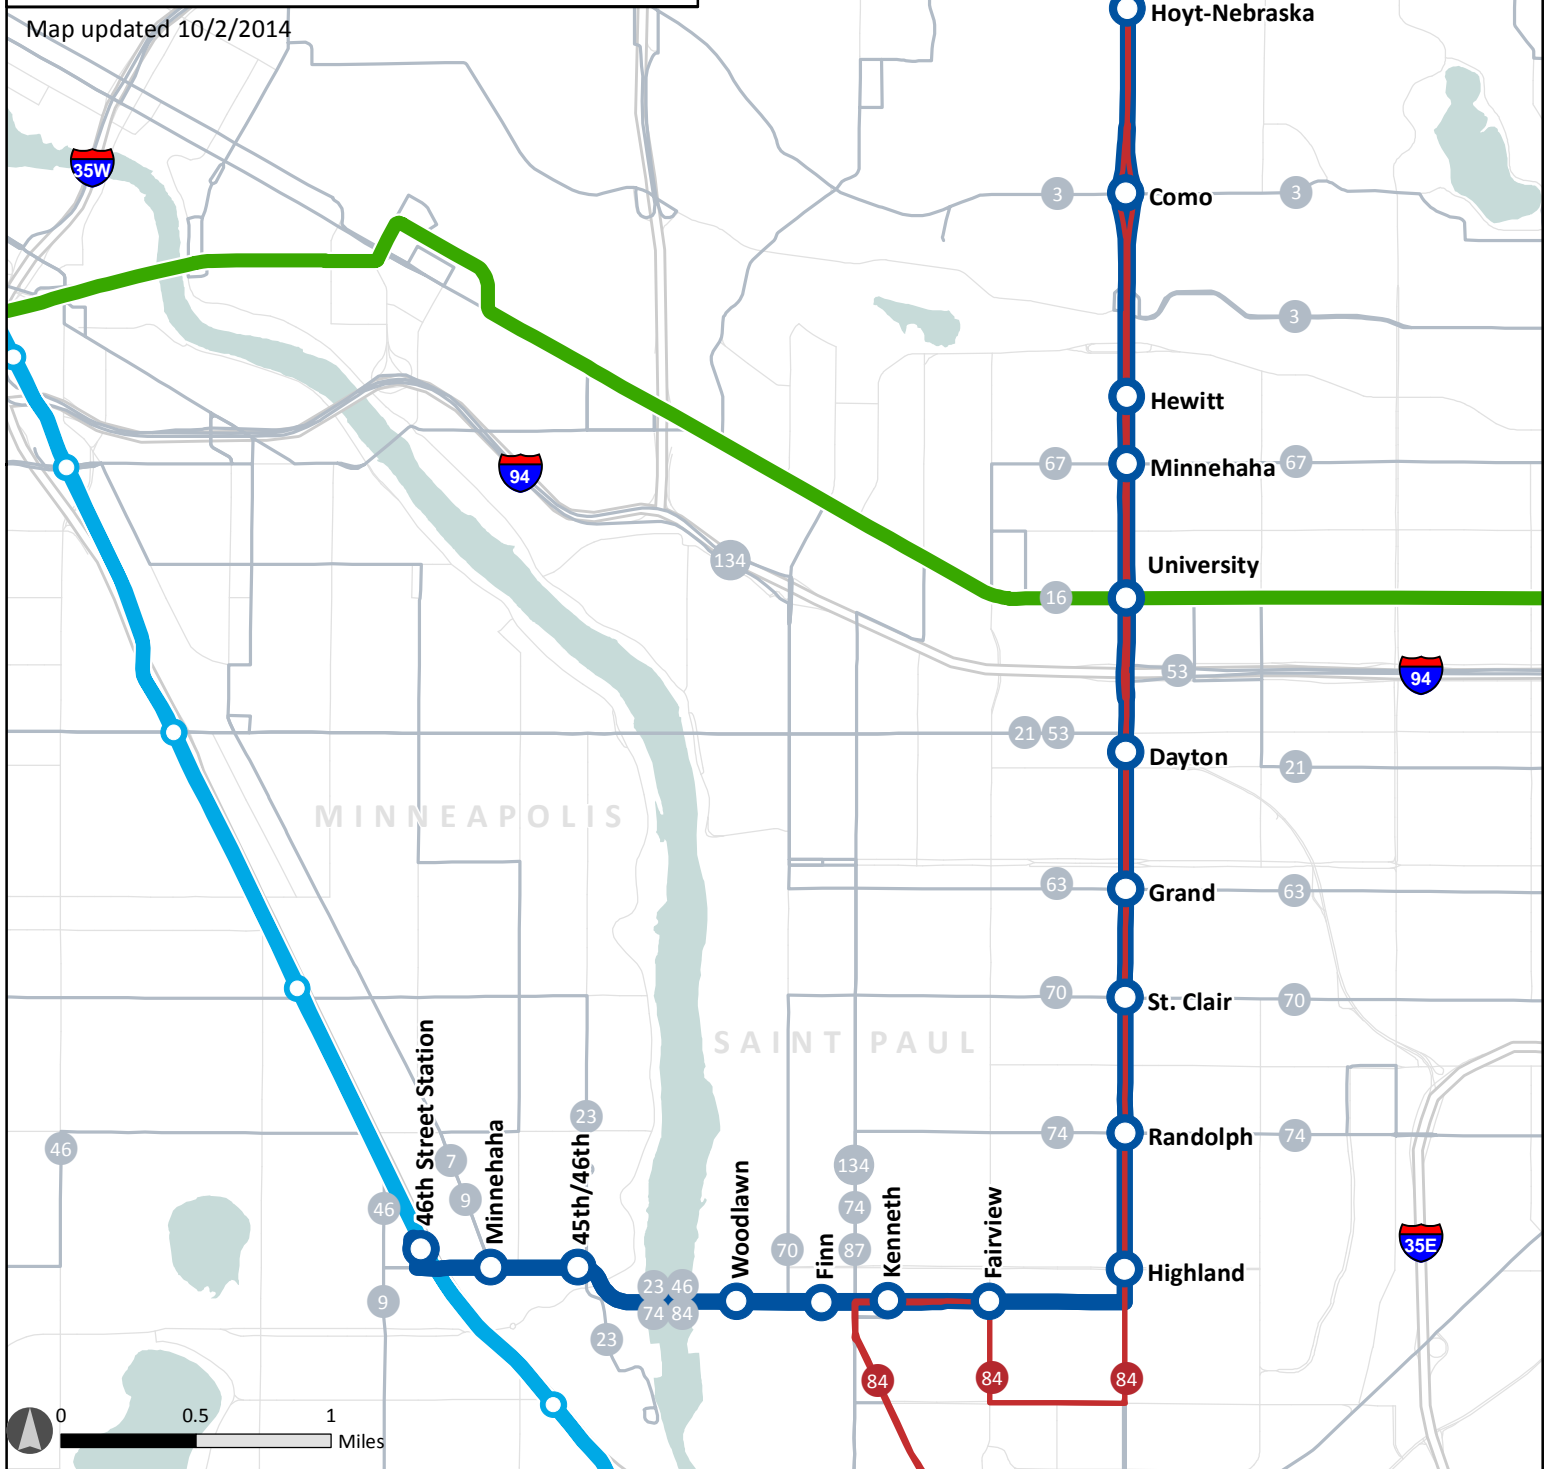 Map updated 10/2/2014
Hoyt-Nebraska
35W
3
Como
3
3
Hewitt
94
67
Minnehaha
67
134
University
16
53
94
21
53
Dayton
21
MINNEAPOLIS
63
Grand
63
70
St. Clair
70
SAINT PAUL
46th Street Station
23
46
7
Minnehaha
45th/46th
74
Randolph
74
134
9
46
Woodlawn
74
Kenneth
Fairview
70
Finn
87
35E
Highland
23
46
74
84
9
23
84
84
84
0
0.5
1
Miles